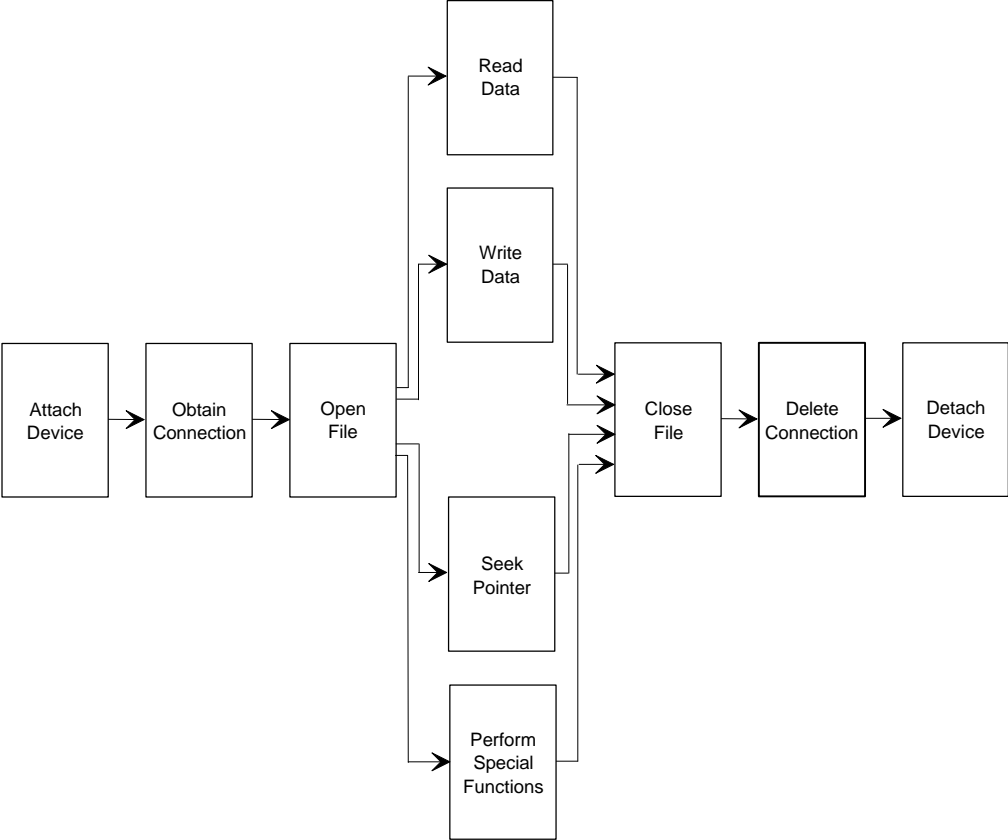 Read
Data
Write
Data
Attach
Device
Obtain
Connection
Open
File
Close
File
Delete
Connection
Detach
Device
Seek
Pointer
Perform
Special
Functions